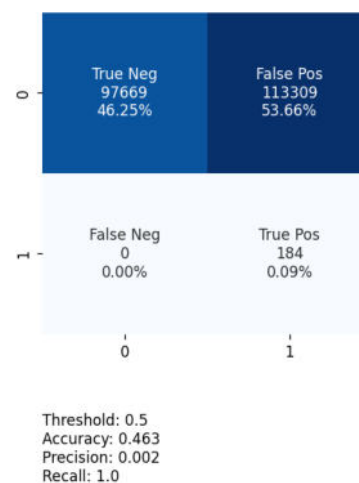 0
True Neg
97669
46.25%
False Pos
113309
53.66%
1
False Neg
0
0.00%
True Pos
184
0.09%
0
1
Threshold: 0.5
Accuracy: 0.463
Precision: 0.002
Recall: 1.0